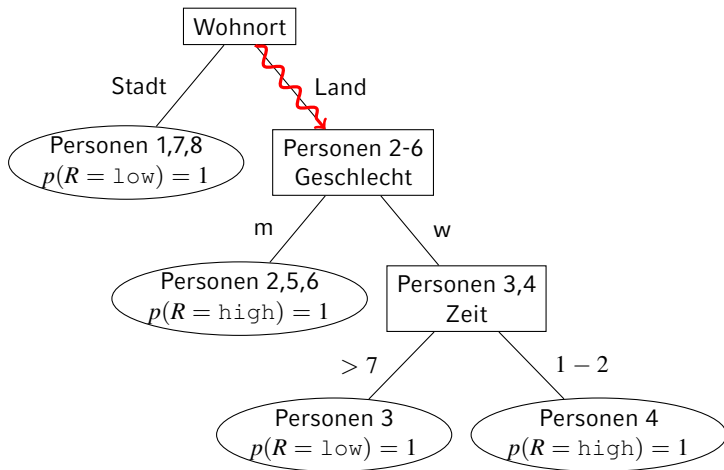 Wohnort
Stadt
Land
Personen 1,7,8
p(R = low) = 1
Personen 2-6
Geschlecht
m
w
Personen 2,5,6
p(R = high) = 1
Personen 3,4
Zeit
> 7
1 − 2
Personen 3
p(R = low) = 1
Personen 4
p(R = high) = 1